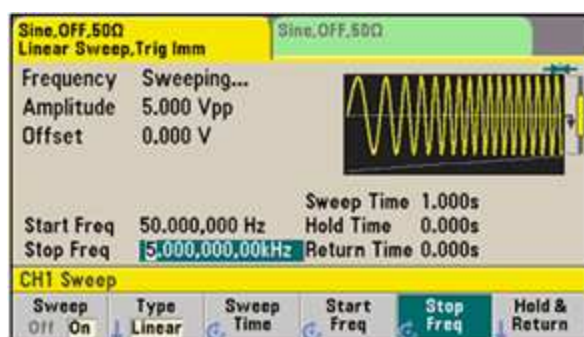 Sine,OFF,50Ω
Linear Sweep,Trig Imm
Sine,OFF,50Ω
Frequency Sweeping...
Amplitude 5.000 Vpp
Offset 0.000 V
Sweep Time 1.000s
Start Freq 50.000,000 Hz Hold Time 0.000s
Stop Freq 5.000,000,00kHz Return Time 0.000s
CH1 Sweep
Sweep Off On
Type Linear
Sweep Time
Start Freq
Stop Freq
Hold & Return